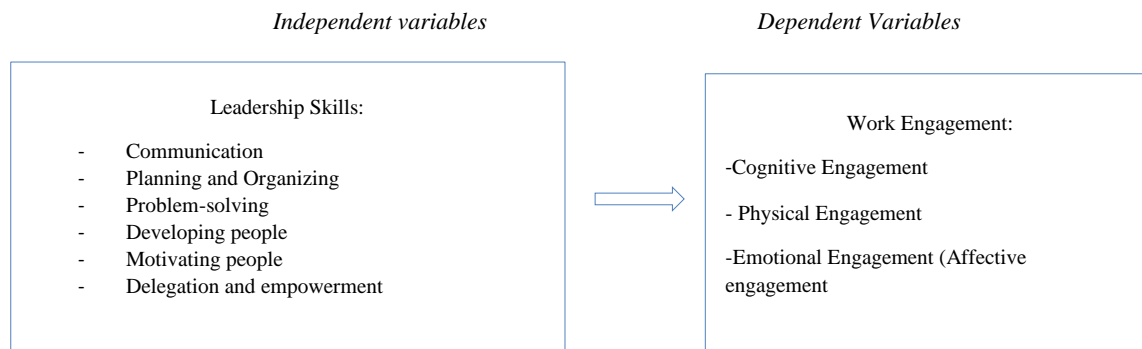 Independent variables
Dependent Variables
Leadership Skills:
- Communication
- Planning and Organizing
- Problem-solving
- Developing people
- Motivating people
- Delegation and empowerment
Work Engagement:
-Cognitive Engagement
- Physical Engagement
-Emotional Engagement (Affective
engagement